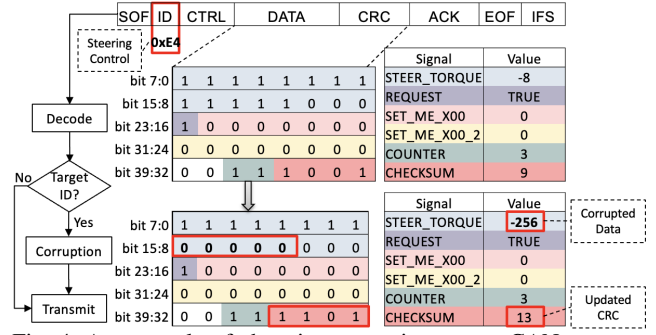 SOF ID CTRL DATA CRC ACK EOF IFS
Steering Control
0xE4
Signal Value
bit 7:0 1 1 1 1 1 1 1 1 STEER_TORQUE -8
bit 15:8 1 1 1 1 1 0 0 0 REQUEST TRUE
Decode
bit 23:16 1 0 0 0 0 0 0 0 SET_ME_X00 0
bit 31:24 0 0 0 0 0 0 0 0 SET_ME_X00_2 0
COUNTER 3
bit 39:32 0 0 1 1 1 0 0 1 CHECKSUM 9
No
Target ID?
Yes
Signal Value
bit 7:0 1 1 1 1 1 1 1 1 STEER_TORQUE -256
Corrupted Data
bit 15:8 0 0 0 0 0 0 0 0 REQUEST TRUE
Corruption
bit 23:16 1 0 0 0 0 0 0 0 SET_ME_X00 0
bit 31:24 0 0 0 0 0 0 0 0 SET_ME_X00_2 0
COUNTER 3
Transmit
bit 39:32 0 0 1 1 1 1 0 1 CHECKSUM 13
Updated CRC